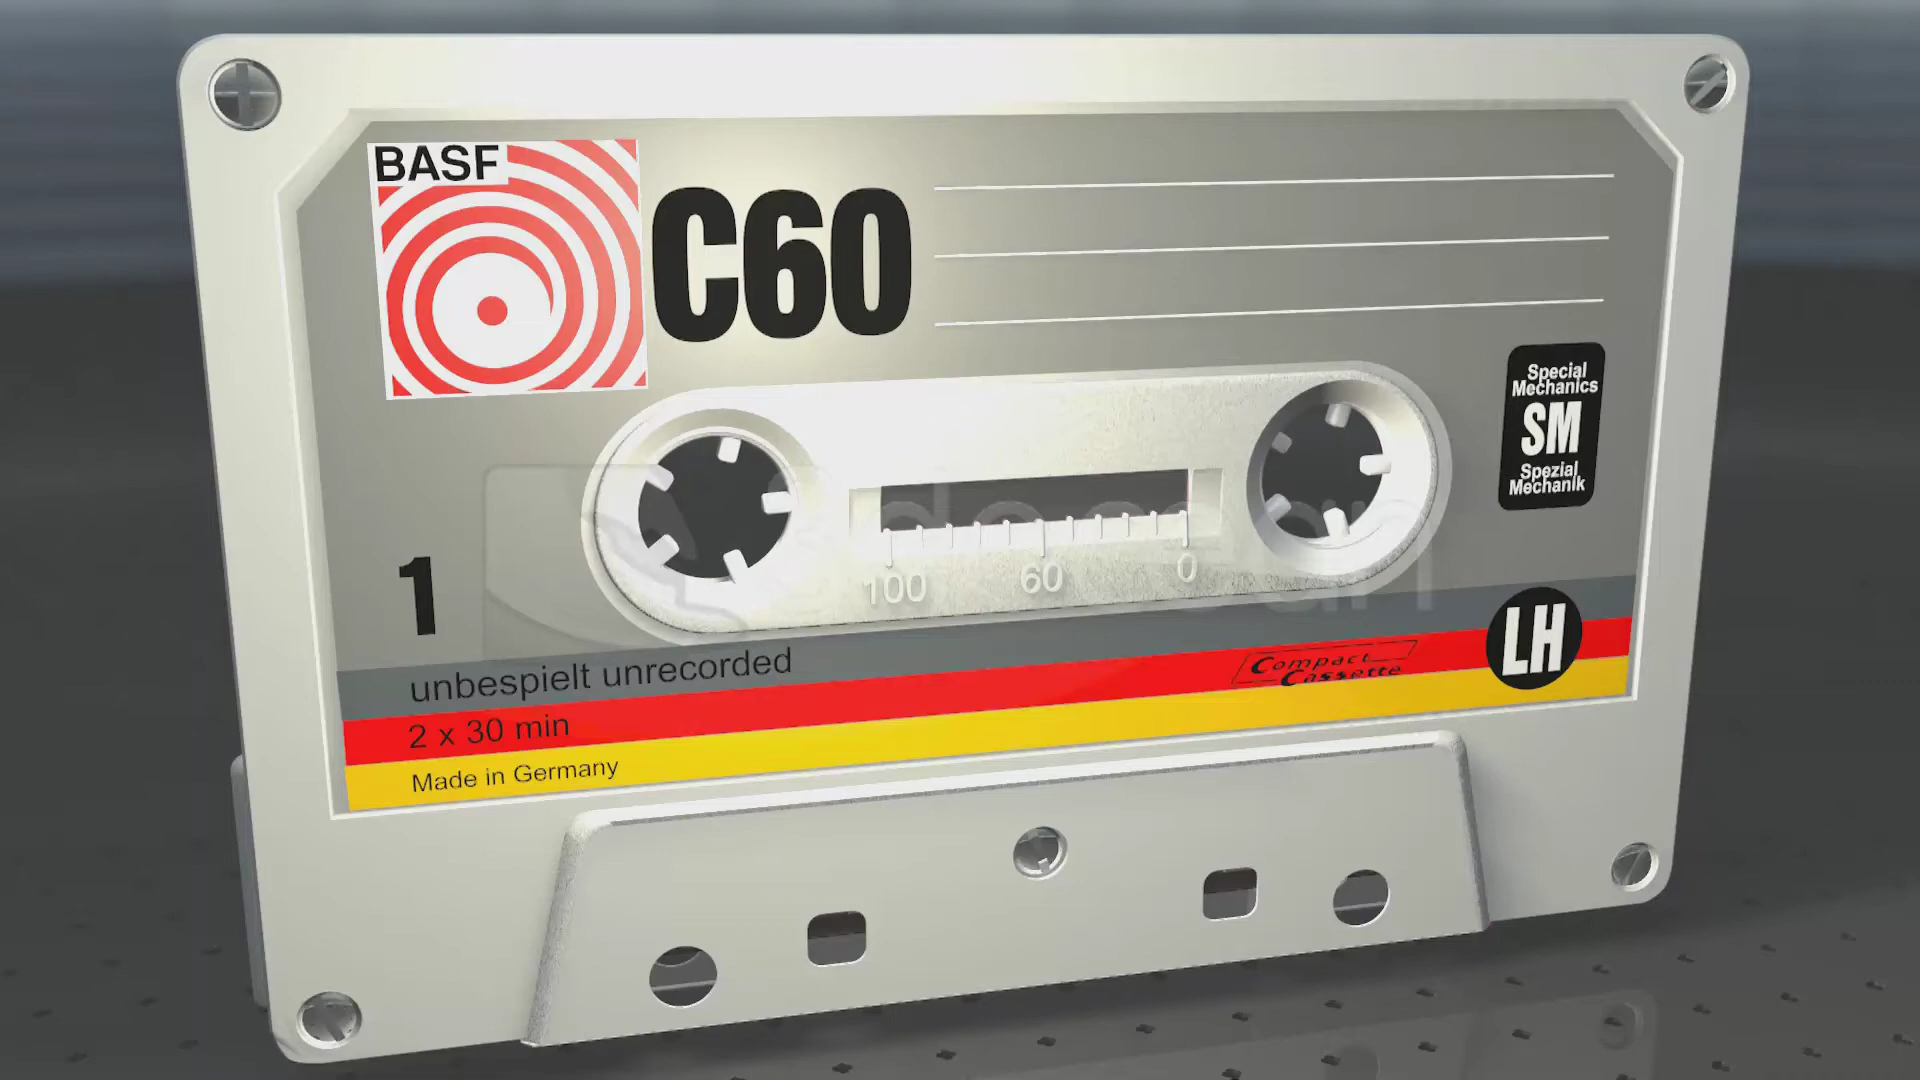 BASF
C60
Special
Mechanics
SM
Spezial
Mechanik
100 60 0
1
LH
unbespielt unrecorded
Compact
Cassette
2 x 30 min
Made in Germany